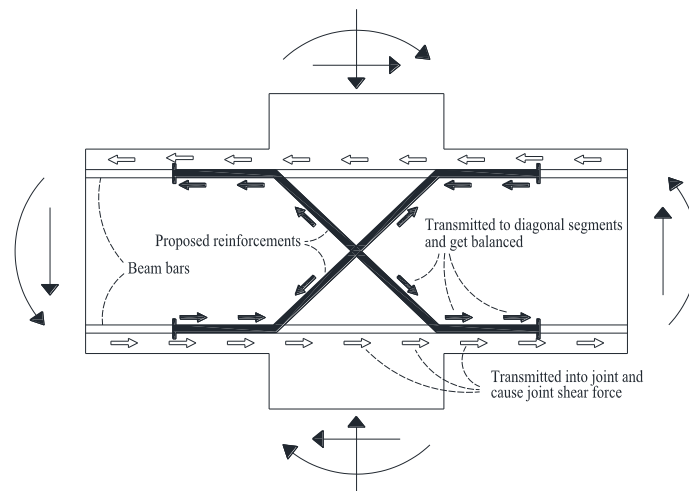 Transmitted to diagonal segments
and get balanced
Proposed reinforcements
Beam bars
Transmitted into joint and
cause joint shear force